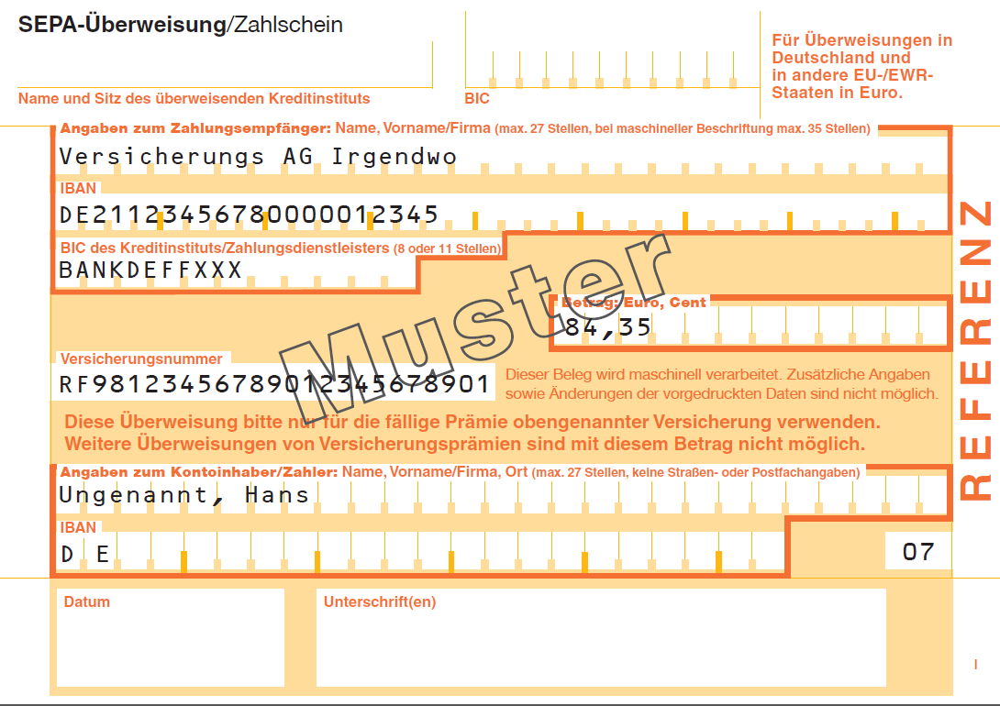 SEPA-Überweisung/Zahlschein
Für Überweisungen in
Deutschland und
in andere EU-/EWR-
Staaten in Euro.
Name und Sitz des überweisenden Kreditinstituts
BIC
Angaben zum Zahlungsempfänger: Name, Vorname/Firma (max. 27 Stellen, bei maschineller Beschriftung max. 35 Stellen)
Versicherungs AG Irgendwo
IBAN
DE21123456780000012345
BIC des Kreditinstituts/Zahlungsdienstleisters (8 oder 11 Stellen)
BANKDEFFXXX
Muster
Betrag: Euro, Cent
84,35
Versicherungsnummer
RF98123456789012345678901
Dieser Beleg wird maschinell verarbeitet. Zusätzliche Angaben
sowie Änderungen der vorgedruckten Daten sind nicht möglich.
Diese Überweisung bitte nur für die fällige Prämie obengenannter Versicherung verwenden.
Weitere Überweisungen von Versicherungsprämien sind mit diesem Betrag nicht möglich.
Angaben zum Kontoinhaber/Zahler: Name, Vorname/Firma, Ort (max. 27 Stellen, keine Straßen- oder Postfachangaben)
Ungenannt, Hans
IBAN
D E
07
Datum
Unterschrift(en)
REFERENZ
I